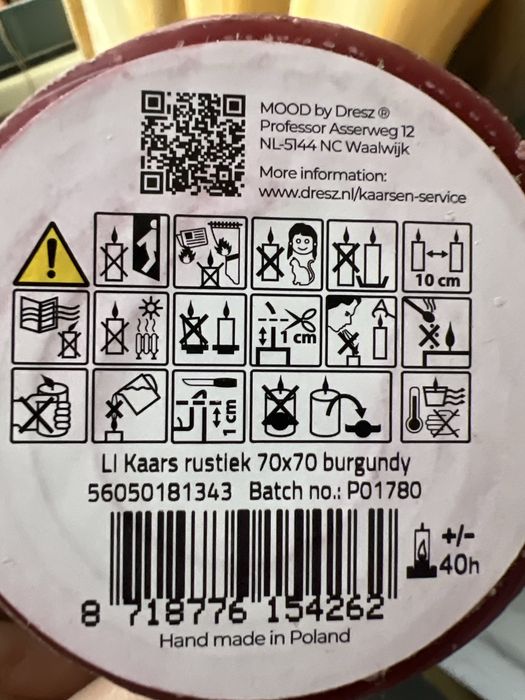 MOOD by Dresz ®
Professor Asserweg 12
NL-5144 NC Waalwijk
More information:
www.dresz.nl/kaarsen-service
10 cm
1 cm
1 cm
LI Kaars rustiek 70x70 burgundy
56050181343 Batch no.: P01780
+/-
40h
8 718776 154262
Hand made in Poland